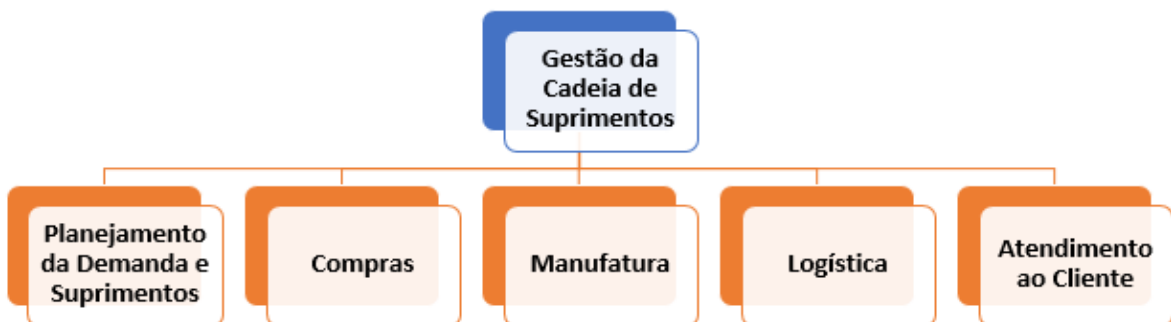 Gestão da
Cadeia de
Suprimentos
Planejamento
da Demanda e
Suprimentos
Compras
Manufatura
Logística
Atendimento
ao Cliente